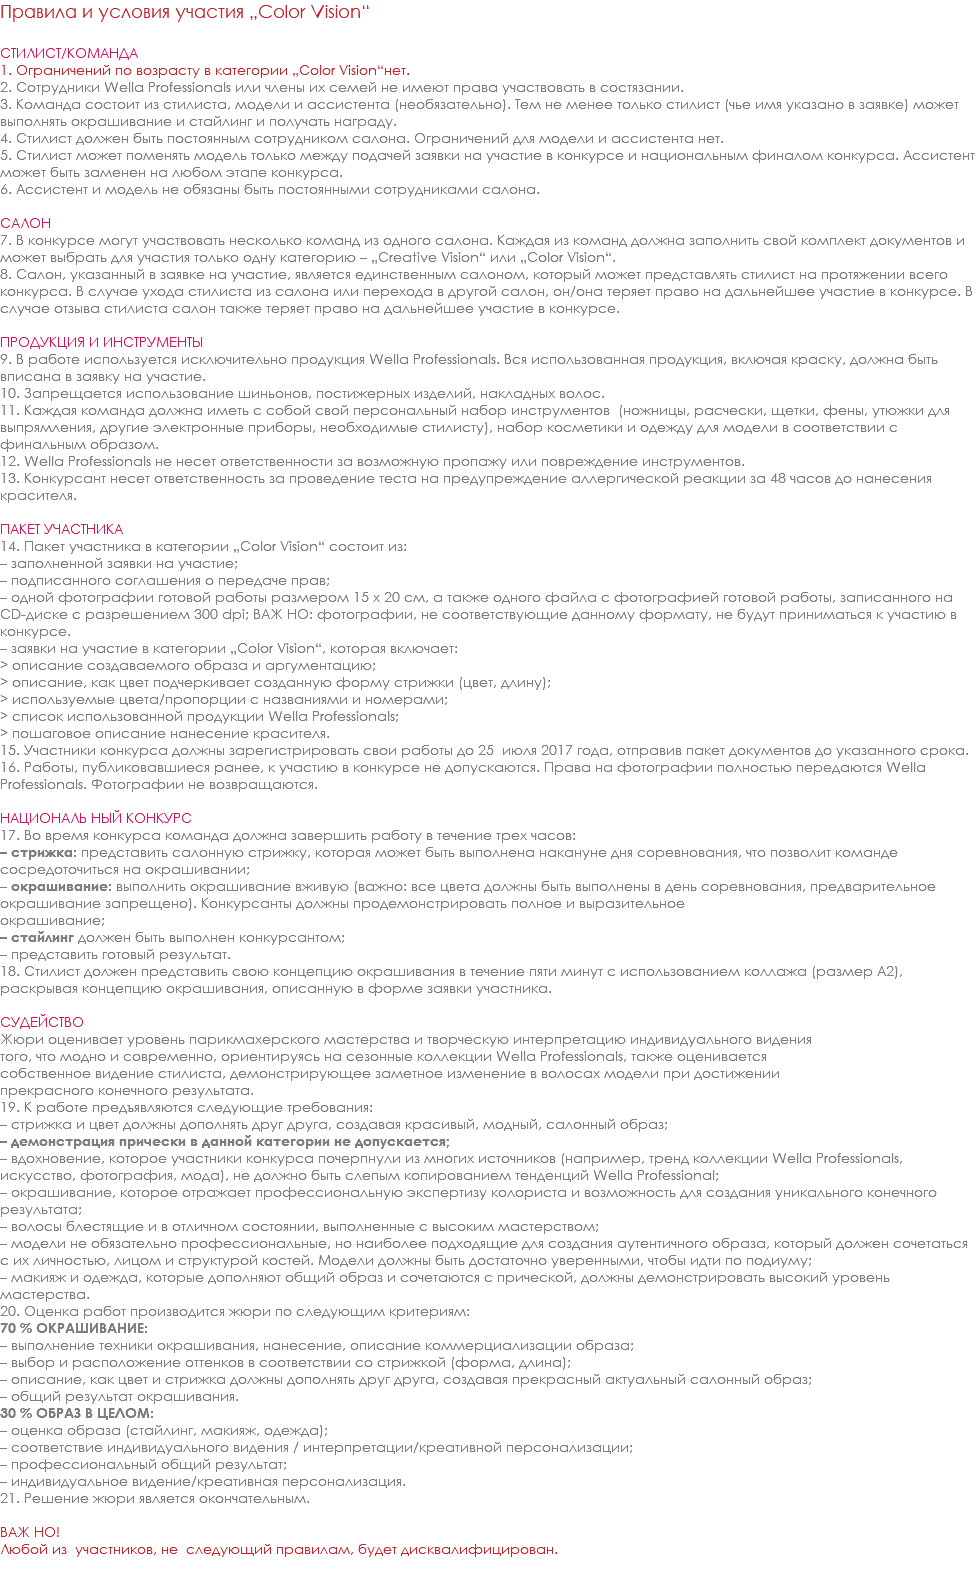 Правила и условия участия „Color Vision“
СТИЛИСТ/КОМАНДА
1. Ограничений по возрасту в категории „Color Vision“нет.
2. Сотрудники Wella Professionals или члены их семей не имеют права участвовать в состязании.
3. Команда состоит из стилиста, модели и ассистента (необязательно). Тем не менее только стилист (чье имя указано в заявке) может
выполнять окрашивание и стайлинг и получать награду.
4. Стилист должен быть постоянным сотрудником салона. Ограничений для модели и ассистента нет.
5. Стилист может поменять модель только между подачей заявки на участие в конкурсе и национальным финалом конкурса. Ассистент
может быть заменен на любом этапе конкурса.
6. Ассистент и модель не обязаны быть постоянными сотрудниками салона.
САЛОН
7. В конкурсе могут участвовать несколько команд из одного салона. Каждая из команд должна заполнить свой комплект документов и
может выбрать для участия только одну категорию – „Creative Vision“ или „Color Vision“.
8. Салон, указанный в заявке на участие, является единственным салоном, который может представлять стилист на протяжении всего
конкурса. В случае ухода стилиста из салона или перехода в другой салон, он/она теряет право на дальнейшее участие в конкурсе. В
случае отзыва стилиста салон также теряет право на дальнейшее участие в конкурсе.
ПРОДУКЦИЯ И ИНСТРУМЕНТЫ
9. В работе используется исключительно продукция Wella Professionals. Вся использованная продукция, включая краску, должна быть
вписана в заявку на участие.
10. Запрещается использование шиньонов, постижерных изделий, накладных волос.
11. Каждая команда должна иметь с собой свой персональный набор инструментов  (ножницы, расчески, щетки, фены, утюжки для
выпрямления, другие электронные приборы, необходимые стилисту), набор косметики и одежду для модели в соответствии с
финальным образом.
12. Wella Professionals не несет ответственности за возможную пропажу или повреждение инструментов.
13. Конкурсант несет ответственность за проведение теста на предупреждение аллергической реакции за 48 часов до нанесения
красителя.
ПАКЕТ УЧАСТНИКА
14. Пакет участника в категории „Color Vision“ состоит из:
– заполненной заявки на участие;
– подписанного соглашения о передаче прав;
– одной фотографии готовой работы размером 15 х 20 см, а также одного файла с фотографией готовой работы, записанного на
CD-диске с разрешением 300 dpi; ВАЖ НО: фотографии, не соответствующие данному формату, не будут приниматься к участию в
конкурсе.
– заявки на участие в категории „Color Vision“, которая включает:
> описание создаваемого образа и аргументацию;
> описание, как цвет подчеркивает созданную форму стрижки (цвет, длину);
> используемые цвета/пропорции с названиями и номерами;
> список использованной продукции Wella Professionals;
> пошаговое описание нанесение красителя.
15. Участники конкурса должны зарегистрировать свои работы до 25  июля 2017 года, отправив пакет документов до указанного срока.
16. Работы, публиковавшиеся ранее, к участию в конкурсе не допускаются. Права на фотографии полностью передаются Wella
Professionals. Фотографии не возвращаются.
НАЦИОНАЛЬ НЫЙ КОНКУРС
17. Во время конкурса команда должна завершить работу в течение трех часов:
– стрижка: представить салонную стрижку, которая может быть выполнена накануне дня соревнования, что позволит команде
сосредоточиться на окрашивании;
– окрашивание: выполнить окрашивание вживую (важно: все цвета должны быть выполнены в день соревнования, предварительное
окрашивание запрещено). Конкурсанты должны продемонстрировать полное и выразительное
окрашивание;
– стайлинг должен быть выполнен конкурсантом;
– представить готовый результат.
18. Стилист должен представить свою концепцию окрашивания в течение пяти минут с использованием коллажа (размер А2),
раскрывая концепцию окрашивания, описанную в форме заявки участника.
СУДЕЙСТВО
Жюри оценивает уровень парикмахерского мастерства и творческую интерпретацию индивидуального видения
того, что модно и современно, ориентируясь на сезонные коллекции Wella Professionals, также оценивается
собственное видение стилиста, демонстрирующее заметное изменение в волосах модели при достижении
прекрасного конечного результата.
19. К работе предъявляются следующие требования:
– стрижка и цвет должны дополнять друг друга, создавая красивый, модный, салонный образ;
– демонстрация прически в данной категории не допускается;
– вдохновение, которое участники конкурса почерпнули из многих источников (например, тренд коллекции Wella Professionals,
искусство, фотография, мода), не должно быть слепым копированием тенденций Wella Professional;
– окрашивание, которое отражает профессиональную экспертизу колориста и возможность для создания уникального конечного
результата;
– волосы блестящие и в отличном состоянии, выполненные с высоким мастерством;
– модели не обязательно профессиональные, но наиболее подходящие для создания аутентичного образа, который должен сочетаться
с их личностью, лицом и структурой костей. Модели должны быть достаточно уверенными, чтобы идти по подиуму;
– макияж и одежда, которые дополняют общий образ и сочетаются с прической, должны демонстрировать высокий уровень
мастерства.
20. Оценка работ производится жюри по следующим критериям:
70 % ОКРАШИВАНИЕ:
– выполнение техники окрашивания, нанесение, описание коммерциализации образа;
– выбор и расположение оттенков в соответствии со стрижкой (форма, длина);
– описание, как цвет и стрижка должны дополнять друг друга, создавая прекрасный актуальный салонный образ;
– общий результат окрашивания.
30 % ОБРАЗ В ЦЕЛОМ:
– оценка образа (стайлинг, макияж, одежда);
– соответствие индивидуального видения / интерпретации/креативной персонализации;
– профессиональный общий результат;
– индивидуальное видение/креативная персонализация.
21. Решение жюри является окончательным.
ВАЖ НО!
Любой из  участников, не  следующий правилам, будет дисквалифицирован.